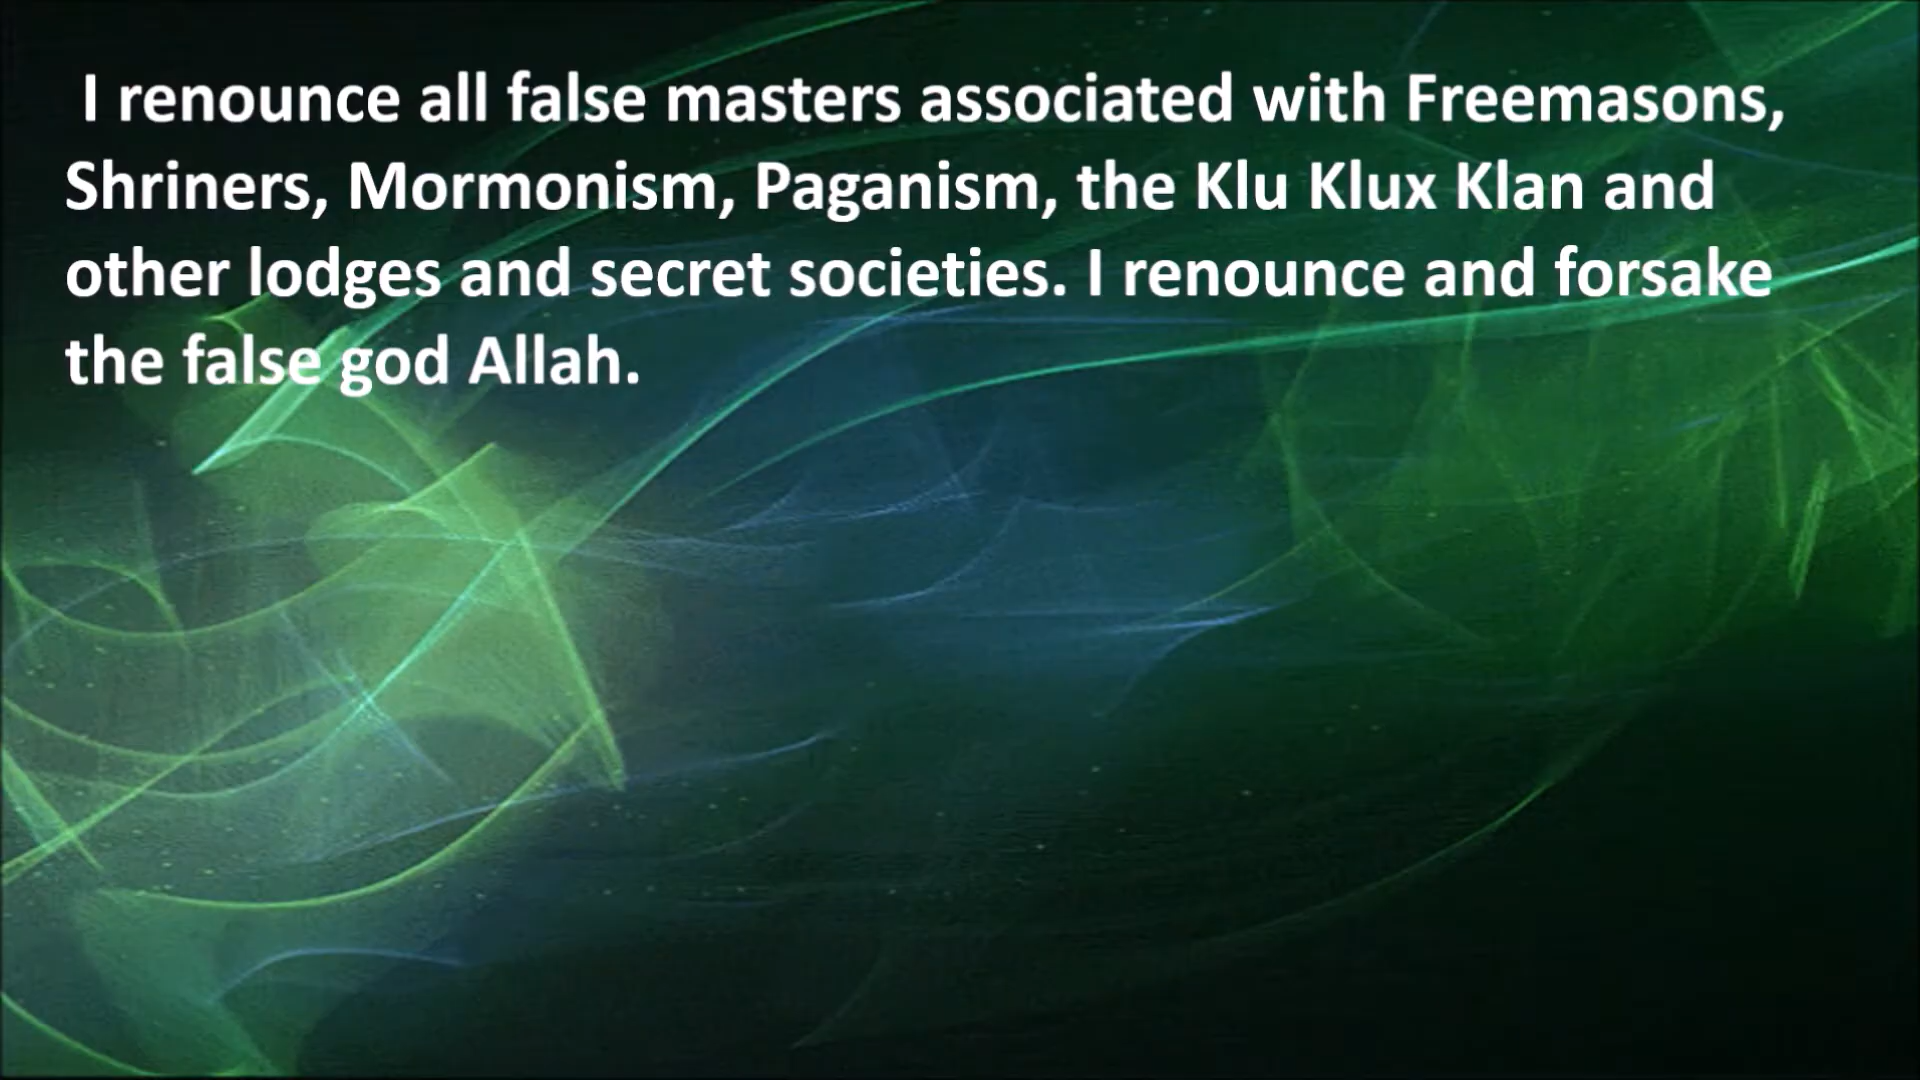 I renounce all false masters associated with Freemasons,
Shriners, Mormonism, Paganism, the Klu Klux Klan and
other lodges and secret societies. I renounce and forsake
the false god Allah.